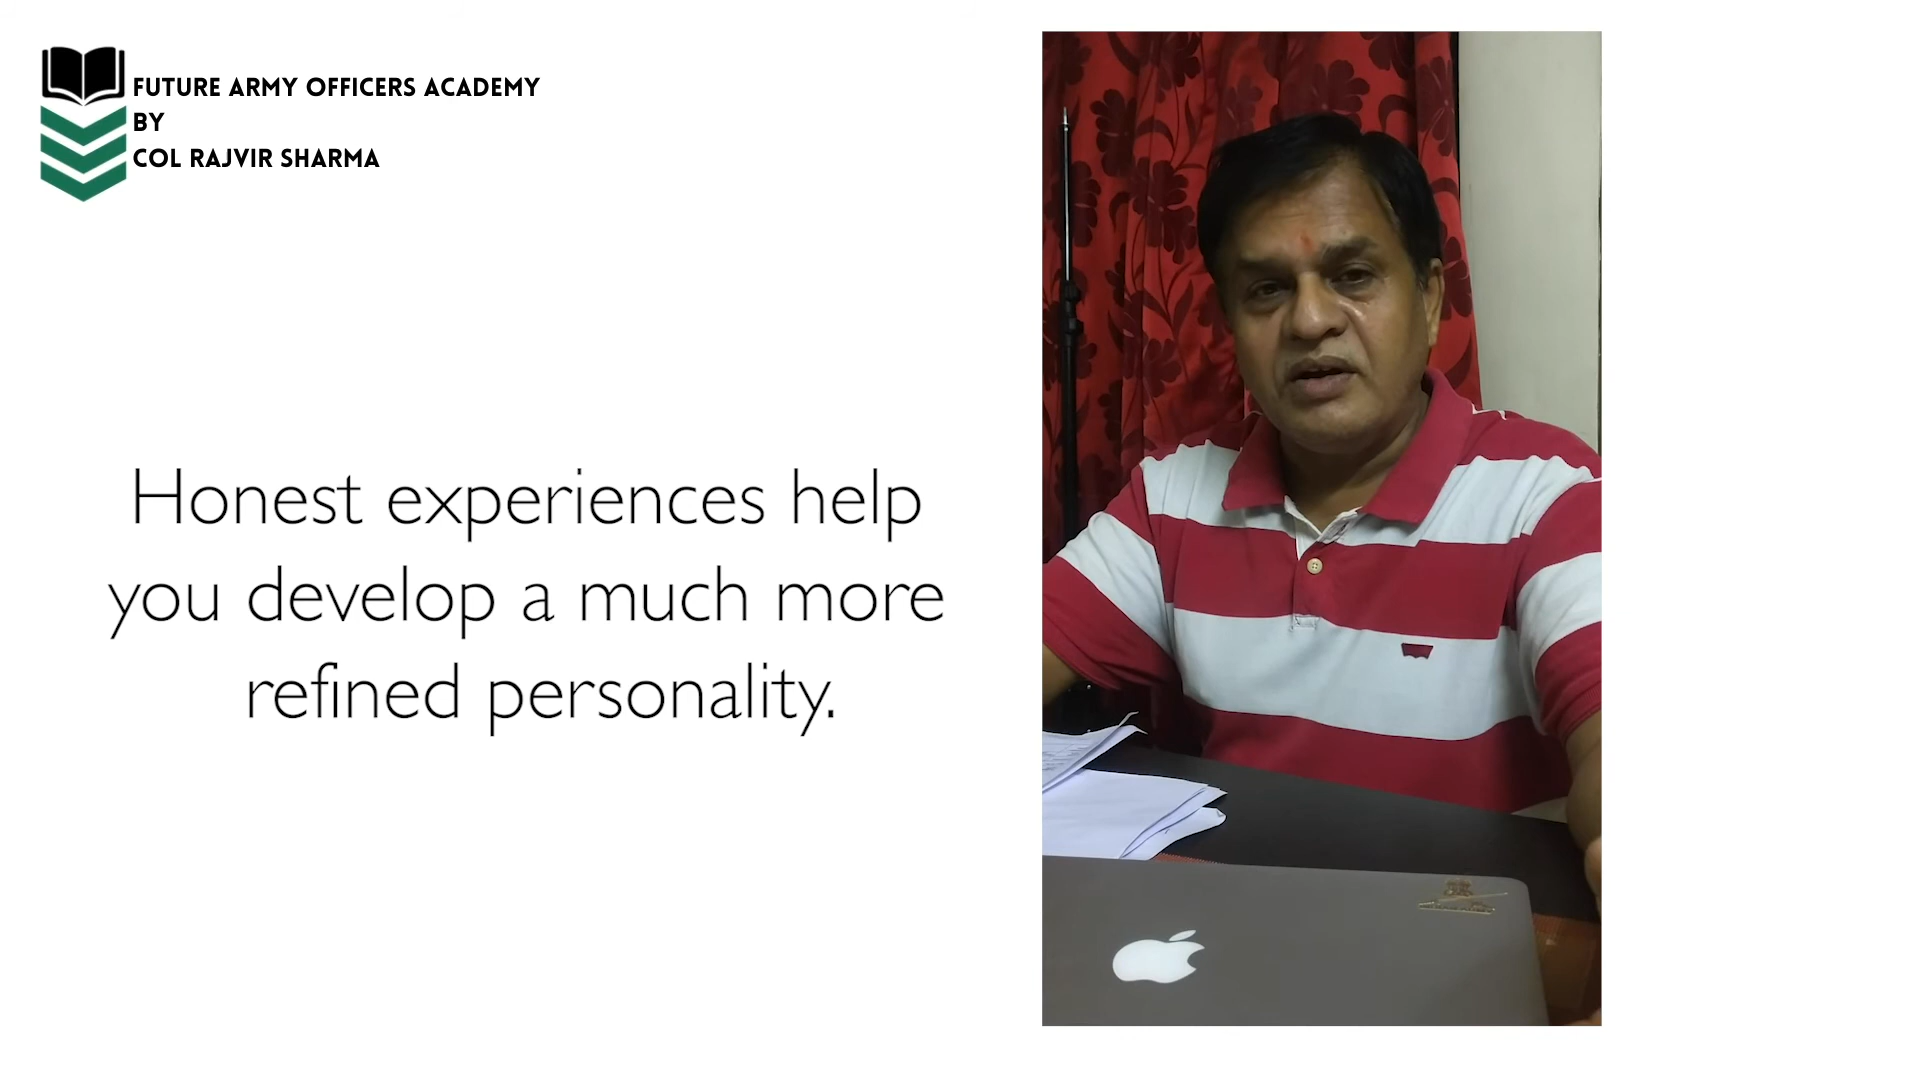 FUTURE ARMY OFFICERS ACADEMY
BY
COL RAJVIR SHARMA
Honest experiences help
you develop a much more
refined personality.